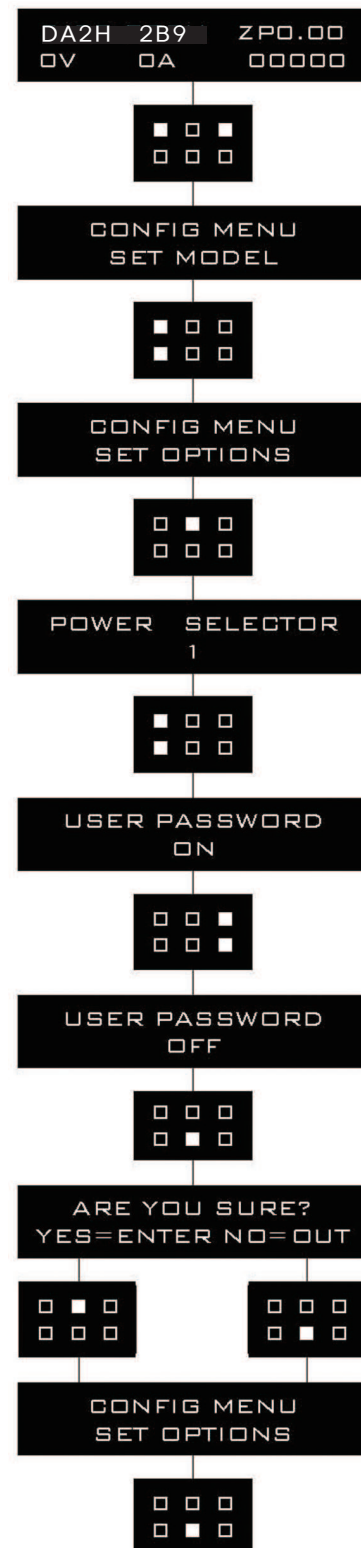 DA2H 2B9 ZP0.00
0V 0A 00000
CONFIG MENU
SET MODEL
CONFIG MENU
SET OPTIONS
POWER SELECTOR
1
USER PASSWORD
ON
USER PASSWORD
OFF
ARE YOU SURE?
YES=ENTER NO=OUT
CONFIG MENU
SET OPTIONS